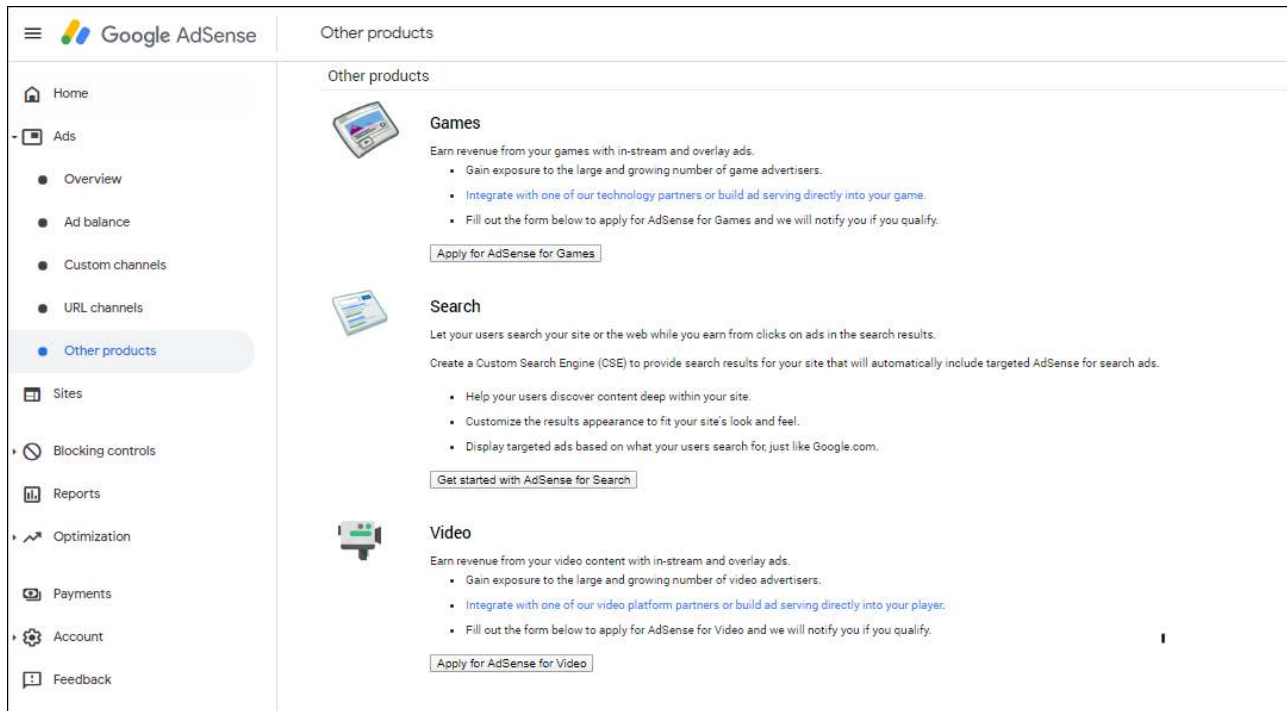 Google AdSense
Other products
Home
Ads
Overview
Ad balance
Custom channels
URL channels
Other products
Sites
Blocking controls
Reports
Optimization
Payments
Account
Feedback
Other products
Games
Earn revenue from your games with in-stream and overlay ads.
• Gain exposure to the large and growing number of game advertisers.
• Integrate with one of our technology partners or build ad serving directly into your game.
• Fill out the form below to apply for AdSense for Games and we will notify you if you qualify.
Apply for AdSense for Games
Search
Let your users search your site or the web while you earn from clicks on ads in the search results.
Create a Custom Search Engine (CSE) to provide search results for your site that will automatically include targeted AdSense for search ads.
• Help your users discover content deep within your site.
• Customize the results appearance to fit your site's look and feel.
• Display targeted ads based on what your users search for, just like Google.com.
Get started with AdSense for Search
Video
Earn revenue from your video content with in-stream and overlay ads.
• Gain exposure to the large and growing number of video advertisers.
• Integrate with one of our video platform partners or build ad serving directly into your player.
• Fill out the form below to apply for AdSense for Video and we will notify you if you qualify.
Apply for AdSense for Video